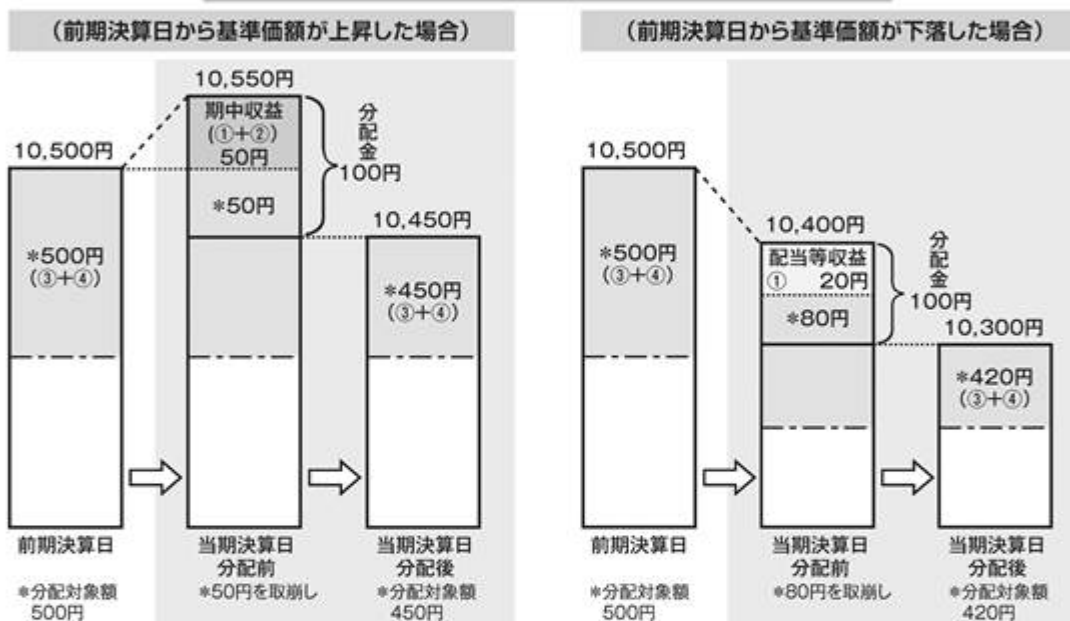 (前期決算日から基準価額が上昇した場合)
10,550円
期中収益
(①+②)
50円
分配金
100円
10,500円
*50円
10,450円
*500円
(③+④)
*450円
(③+④)
前期決算日
当期決算日
分配前
当期決算日
分配後
*分配対象額
500円
*50円を取崩し
*分配対象額
450円
(前期決算日から基準価額が下落した場合)
10,500円
10,400円
配当等収益
① 20円
分配金
100円
*500円
(③+④)
*80円
10,300円
*420円
(③+④)
前期決算日
当期決算日
分配前
当期決算日
分配後
*分配対象額
500円
*80円を取崩し
*分配対象額
420円